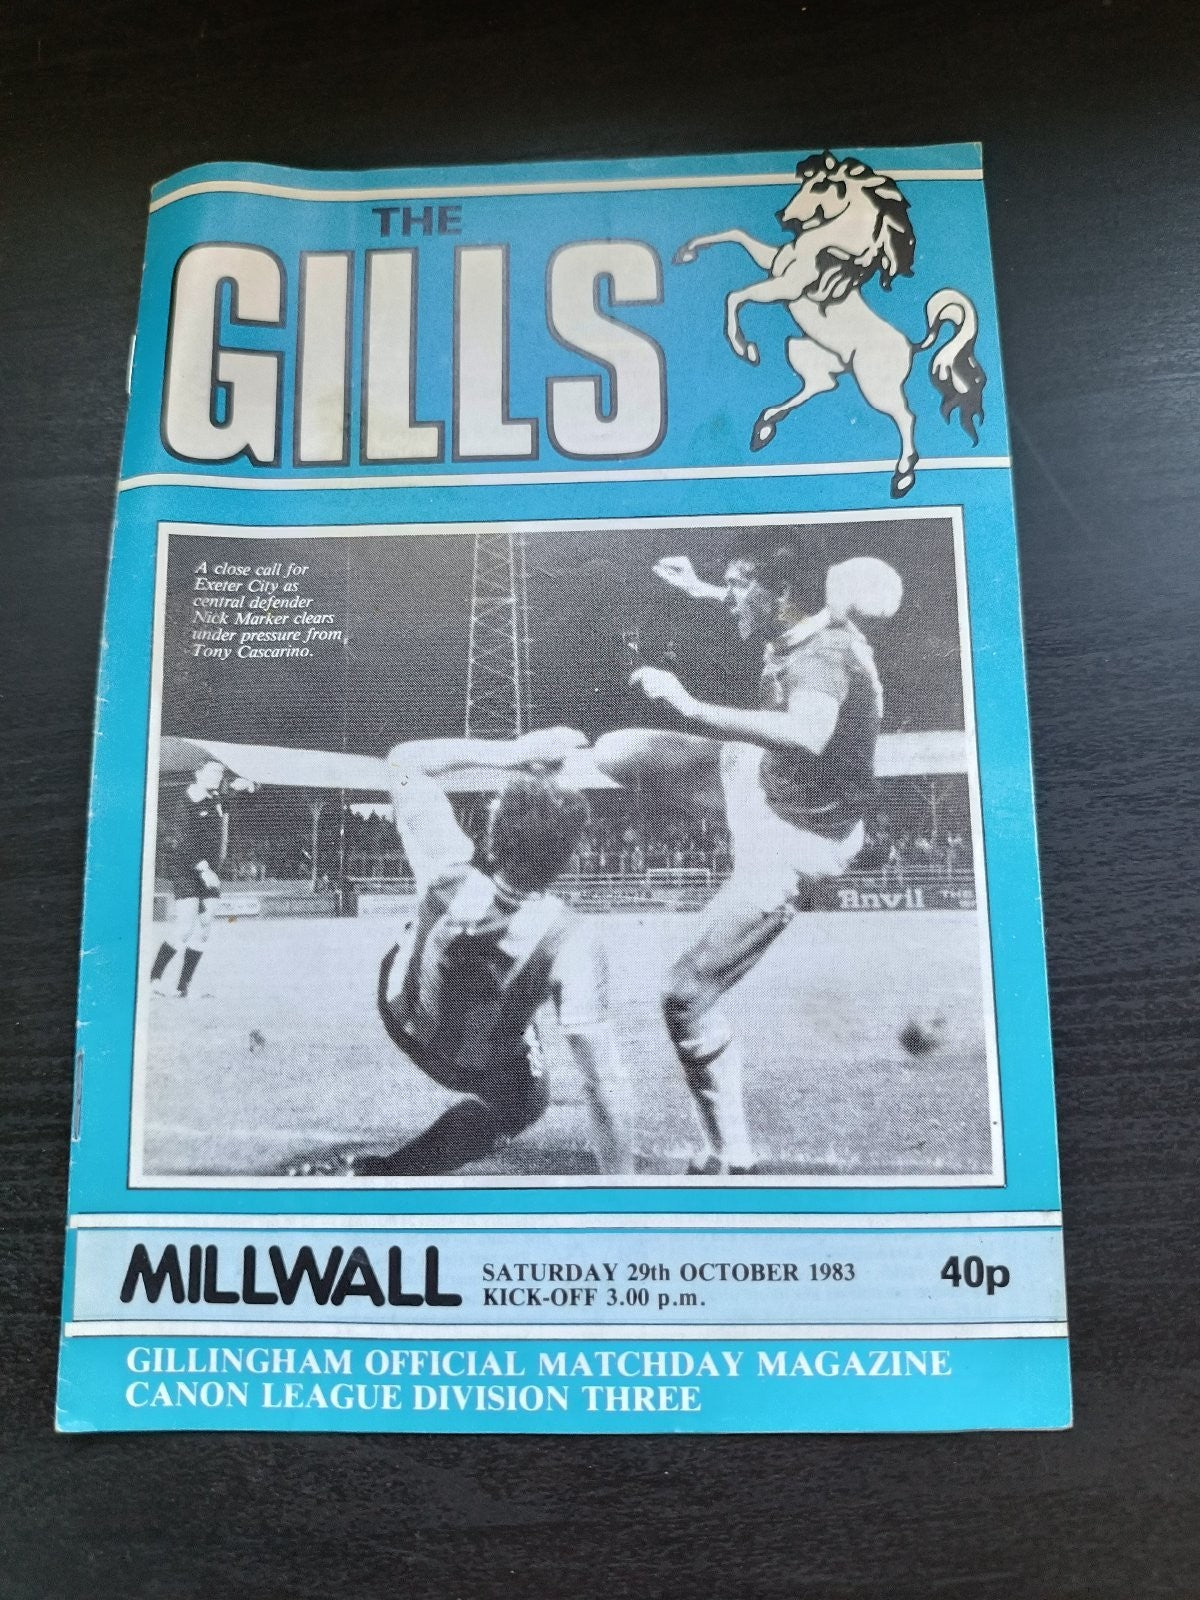 THE
GILLS
A close call for
Exeter City as
central defender
Nick Marker clears
under pressure from
Tony Cascarino.
Anvil
THE
MILLWALL
SATURDAY 29th OCTOBER 1983
KICK-OFF 3.00 p.m.
40p
GILLINGHAM OFFICIAL MATCHDAY MAGAZINE
CANON LEAGUE DIVISION THREE